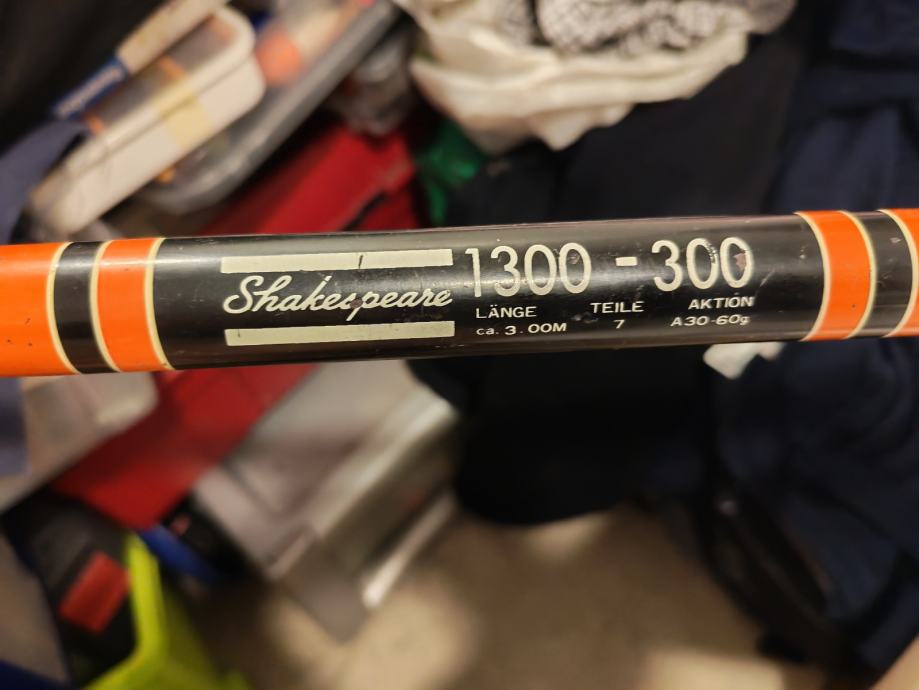 Shakespeare
1300 - 300
LÄNGE TEILE AKTION
ca. 3.00M 7 A30-60g